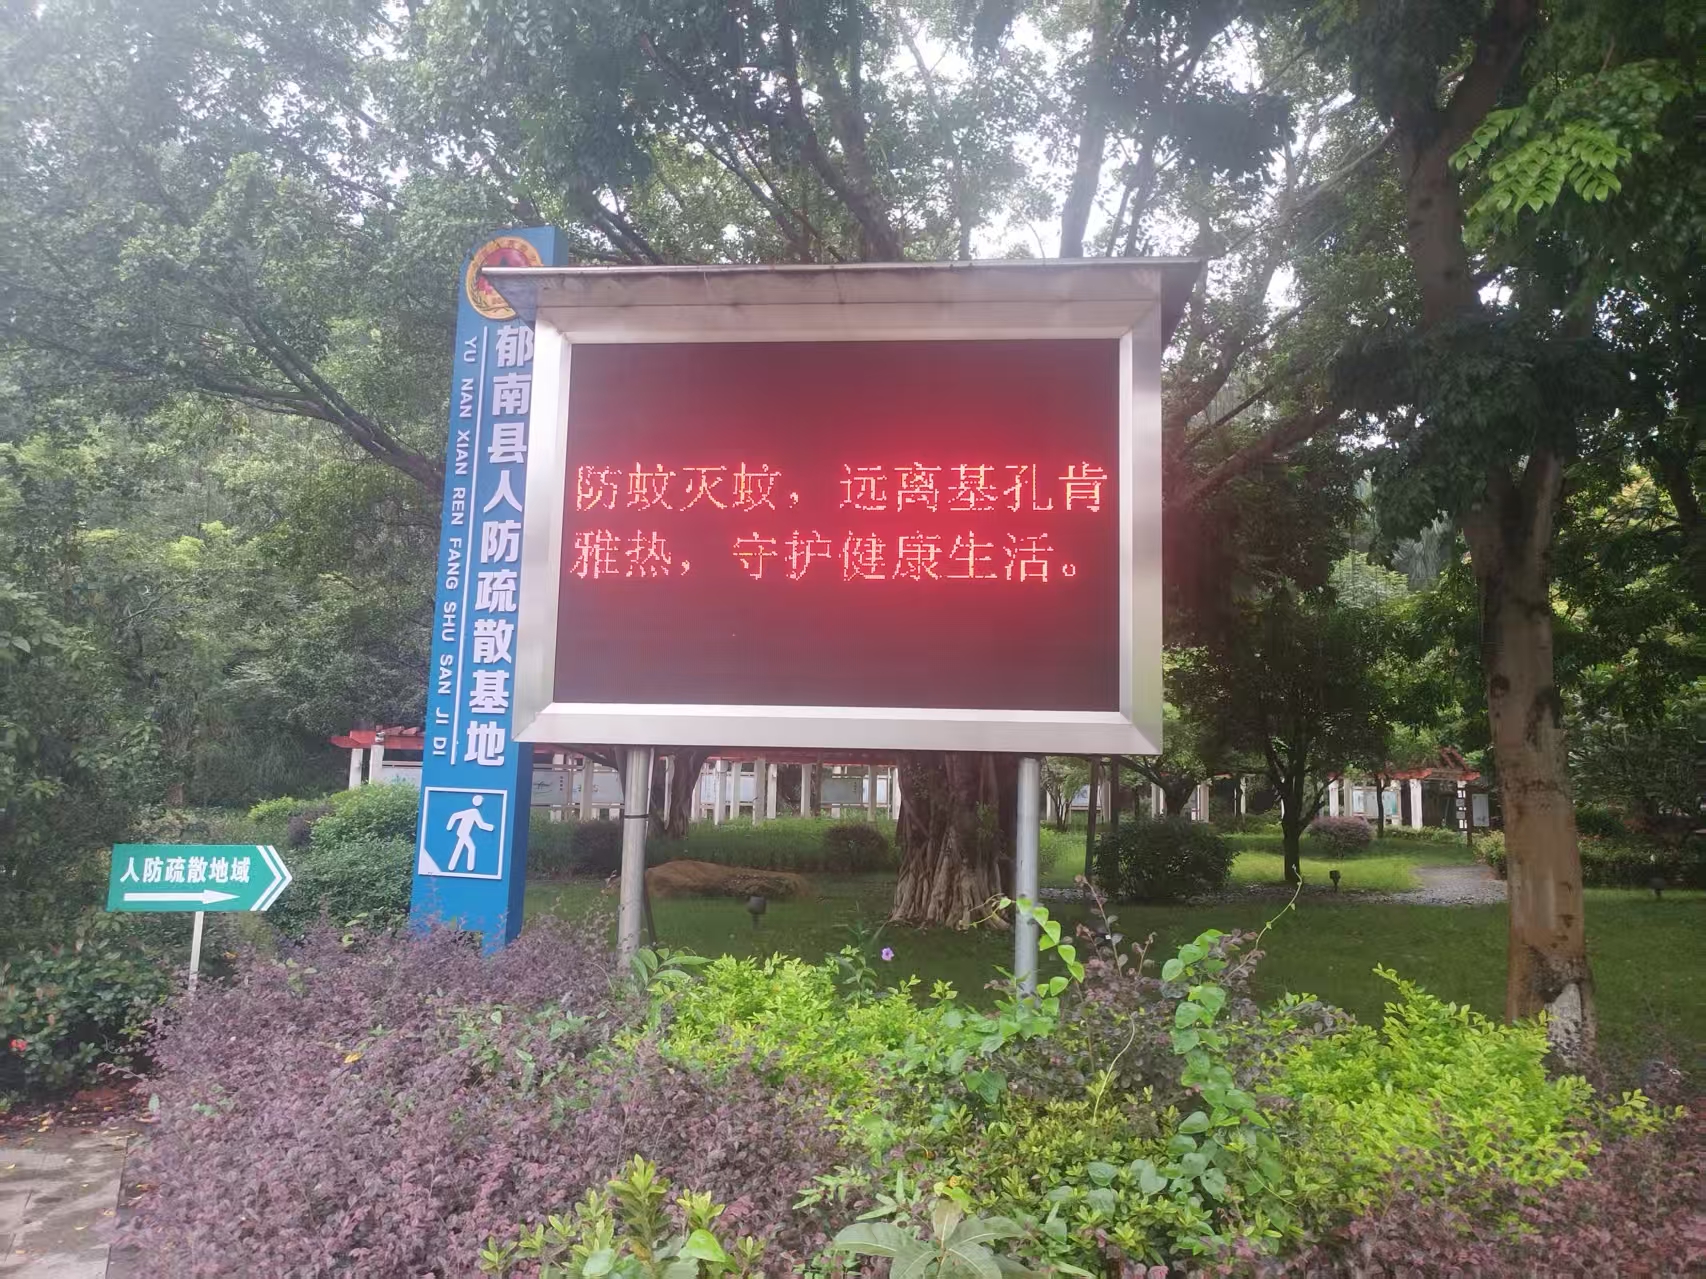 郁南县人防疏散基地
YU NAN XIAN REN FANG SHU SAN JI DI
防蚊灭蚊，远离基孔肯
雅热，守护健康生活。
人防疏散地域